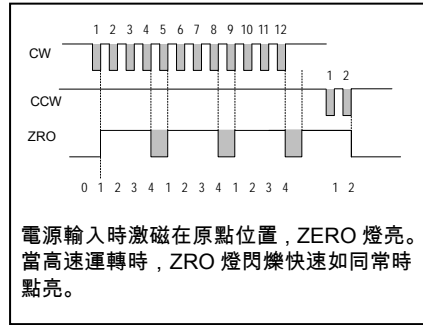 1 2 3 4 5 6 7 8 9 10 11 12
CW
1 2
CCW
ZRO
0 1 2 3 4 1 2 3 4 1 2 3 4 1 2
電源輸入時激磁在原點位置，ZERO 燈亮。
當高速運轉時，ZRO 燈閃爍快速如同常時
點亮。